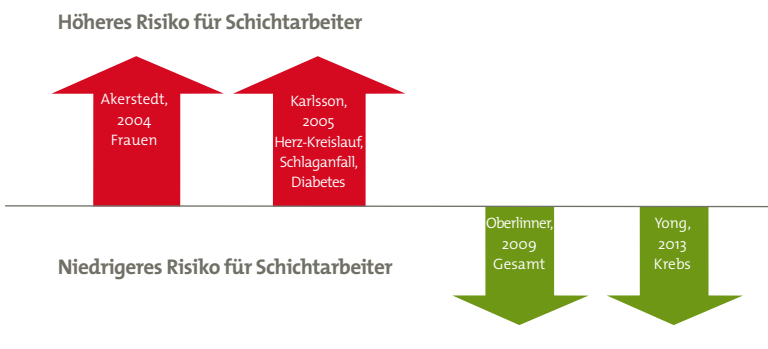 Höheres Risiko für Schichtarbeiter
Akerstedt,
2004
Frauen
Karlsson,
2005
Herz-Kreislauf,
Schlaganfall,
Diabetes
Oberlinner,
2009
Gesamt
Yong,
2013
Krebs
Niedrigeres Risiko für Schichtarbeiter